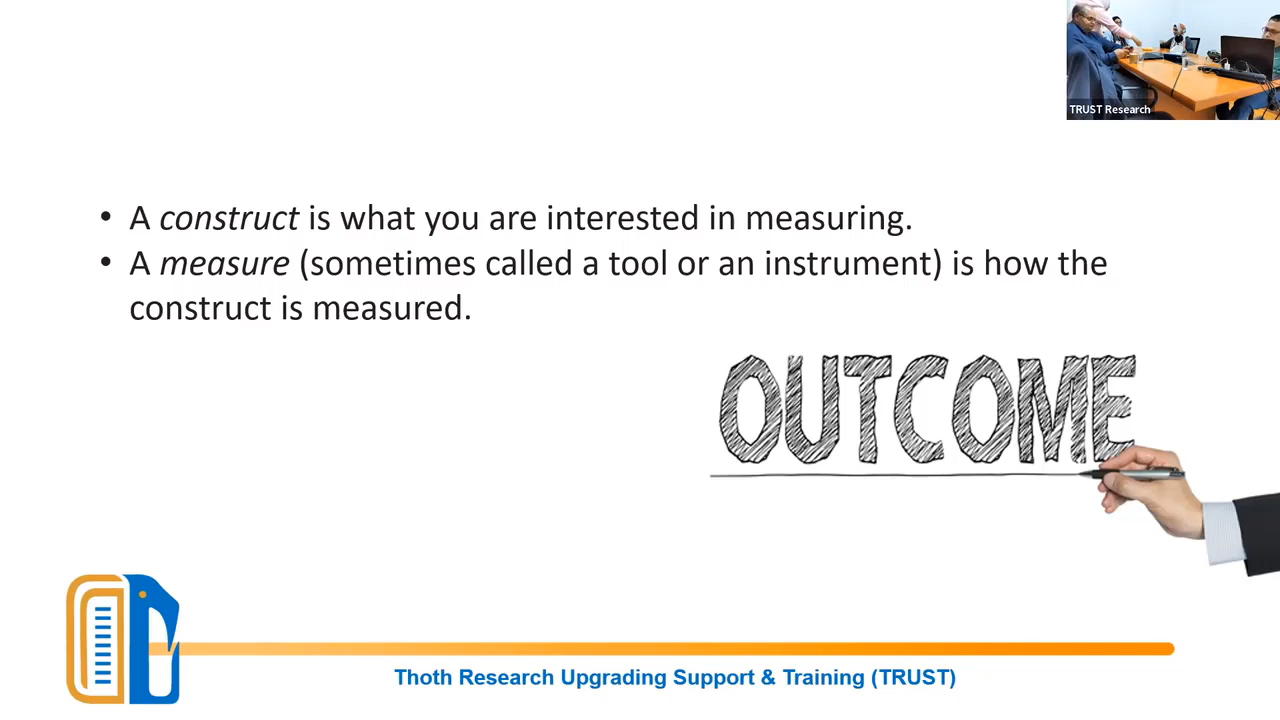 TRUST Research
• A construct is what you are interested in measuring.
• A measure (sometimes called a tool or an instrument) is how the
construct is measured.
OUTCOME
Thoth Research Upgrading Support & Training (TRUST)